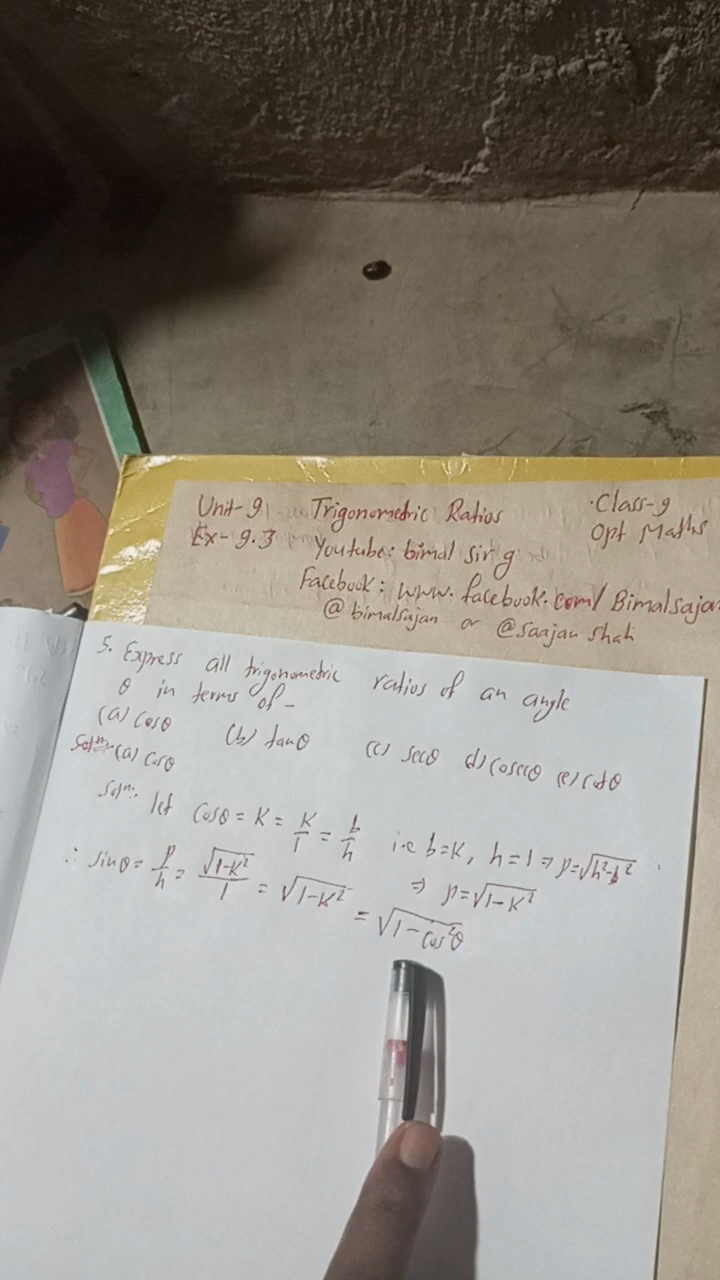 Unit-9 Trigonometric Ratios Class-9
Ex-9.3 Youtube: bimal sir g Opt Maths
Facebook: www.facebook.com/Bimalsajan
@bimalsajan or @saajan shah
5. Express all trigonometric ratios of an angle
θ in terms of -
(a) cosθ (b) tanθ (c) secθ (d) cosecθ (e) cotθ
Solⁿ: (a) cosθ
Solⁿ: let cosθ = K = K/1 = b/h i.e b=K, h=1 ⇒ p=√h²-b²
∴ sinθ = p/h = √1-K²/1 = √1-K² ⇒ p=√1-K²
= √1-cos²θ